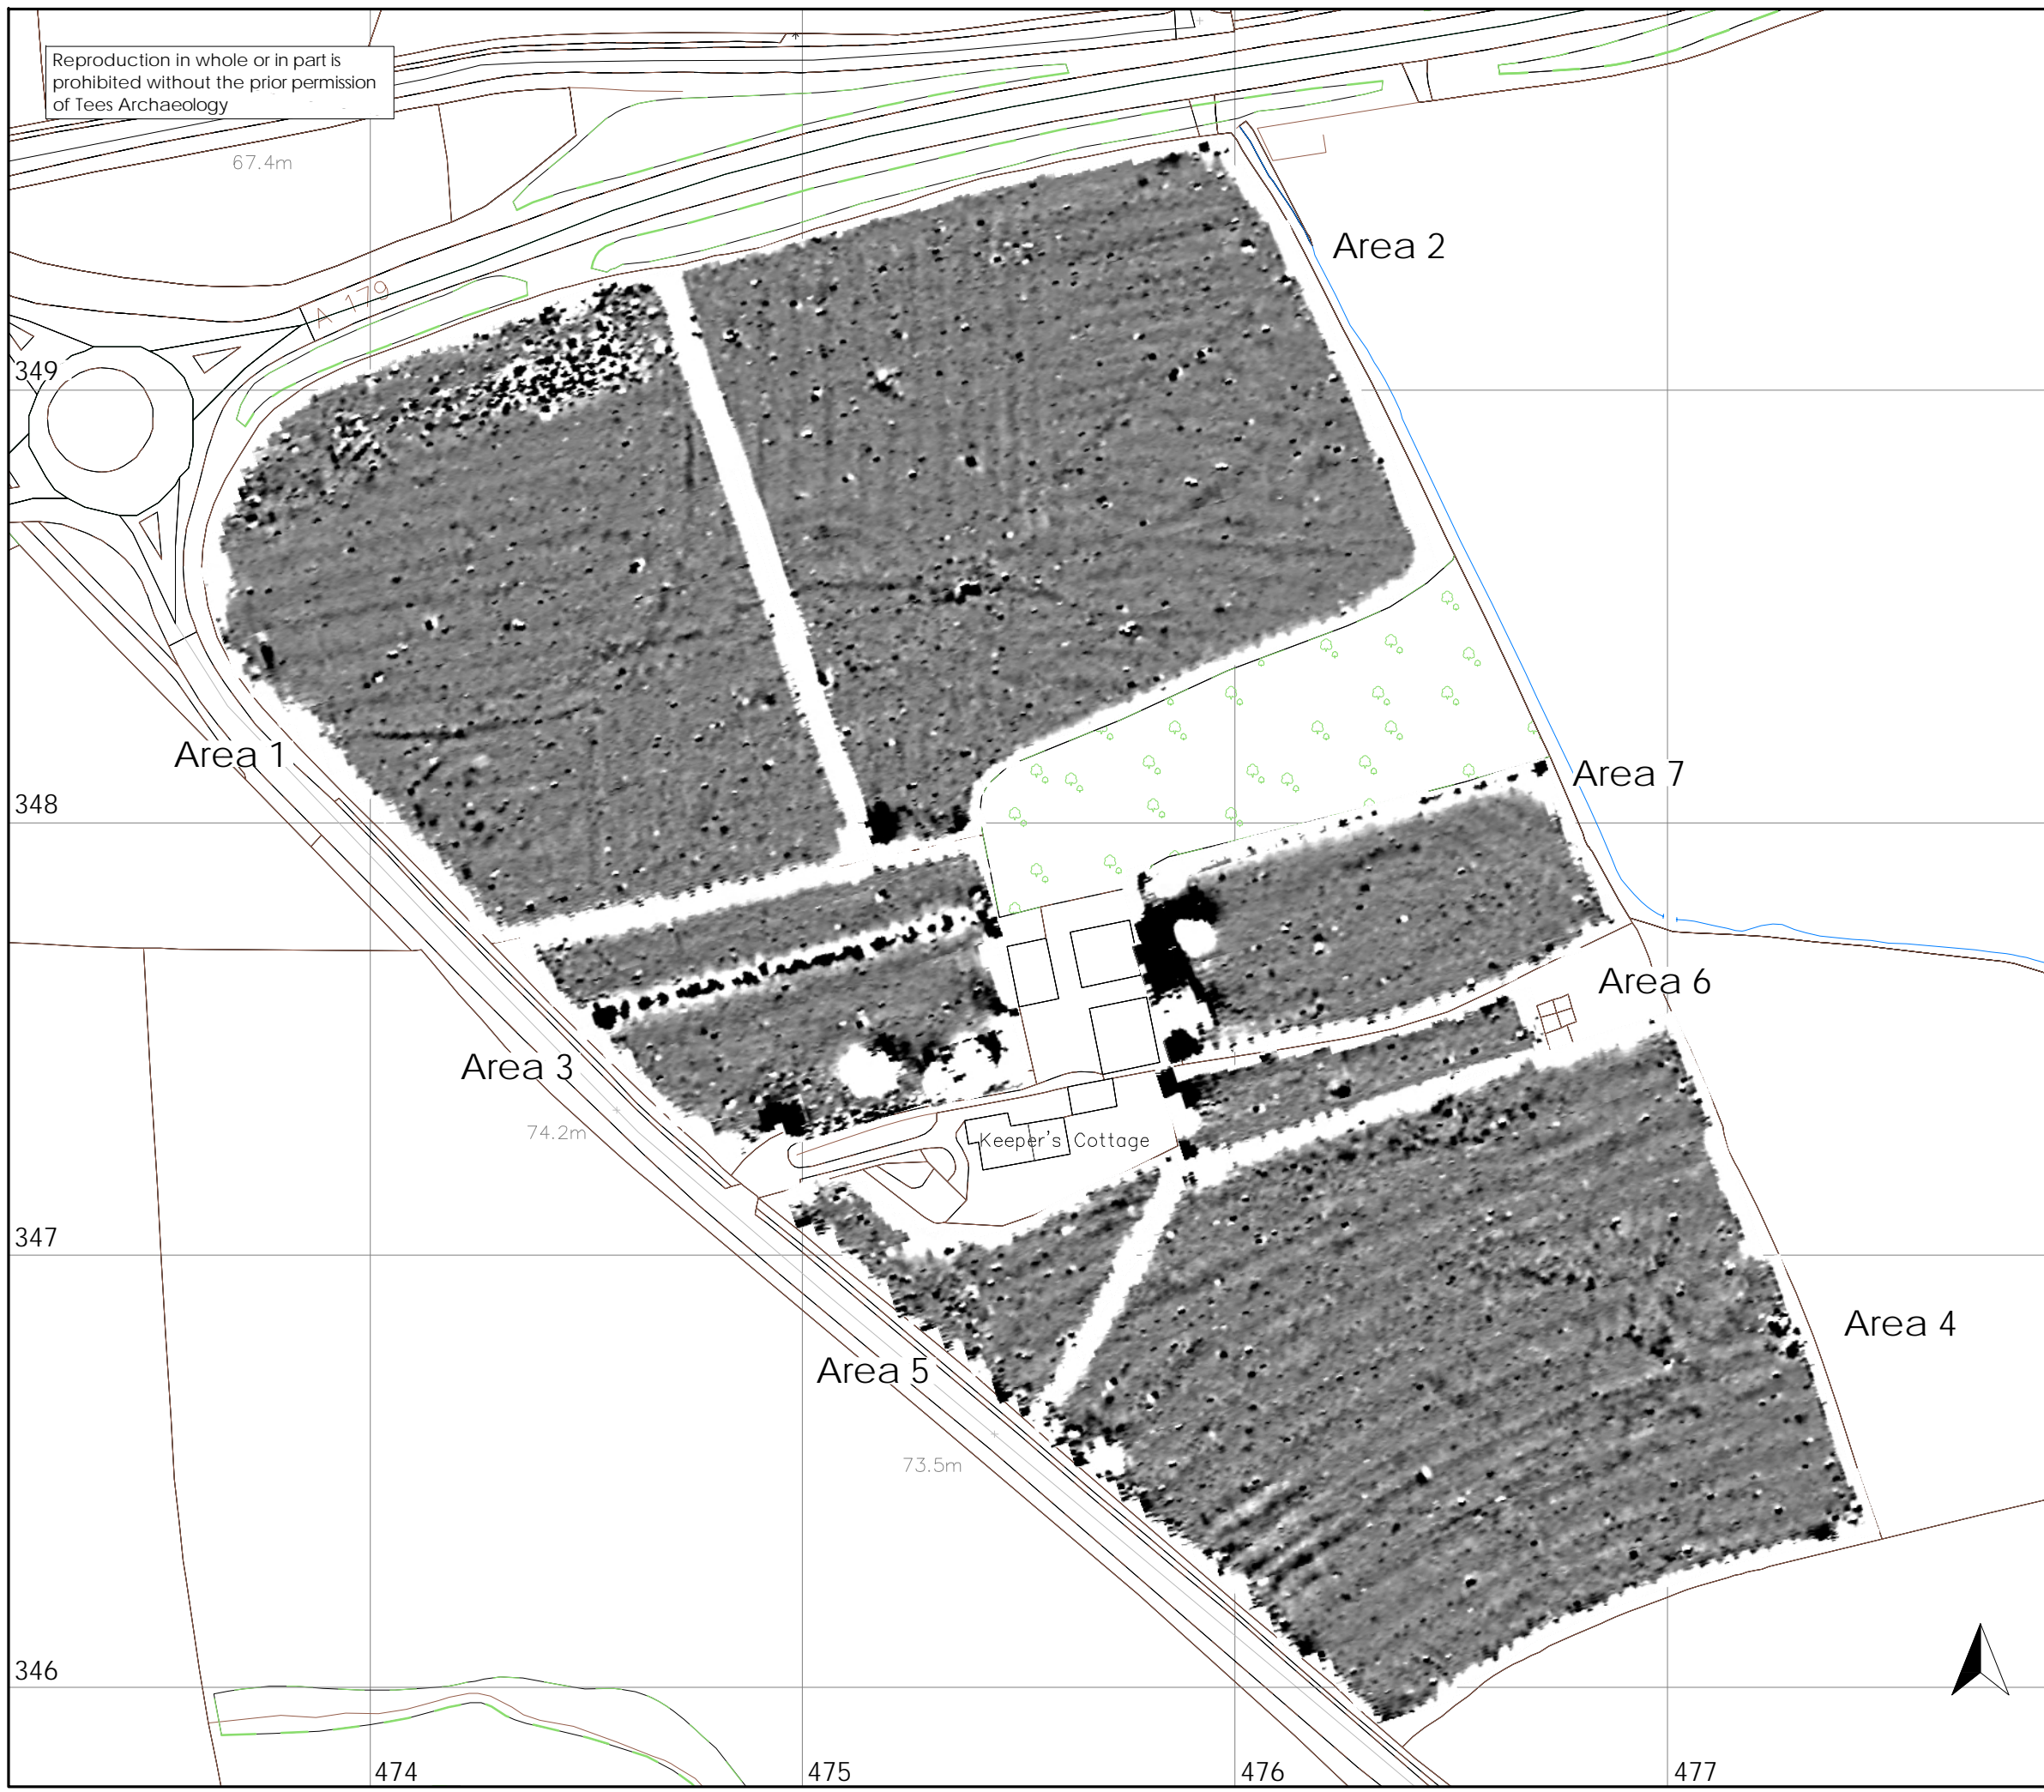 Reproduction in whole or in part is
prohibited without the prior permission
of Tees Archaeology
67.4m
Area 2
A 179
349
Area 1
Area 7
348
Area 6
Area 3
74.2m
Keeper's Cottage
347
Area 4
Area 5
73.5m
346
474
475
476
477